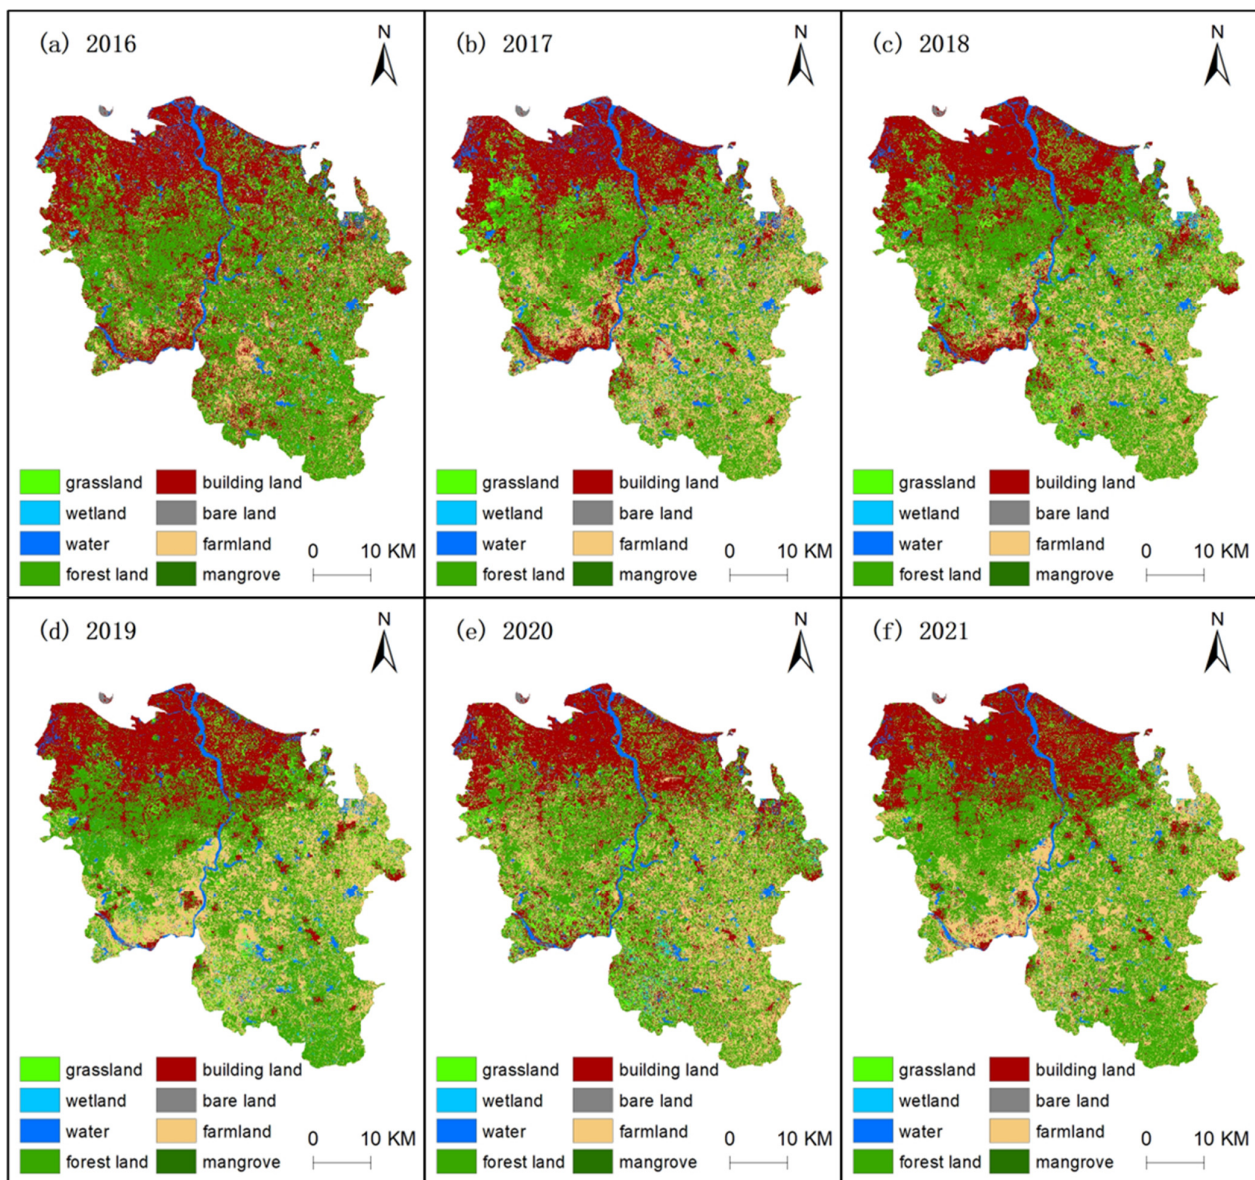 (a) 2016
N
grassland
building land
wetland
bare land
water
farmland
0 10 KM
forest land
mangrove
(b) 2017
N
grassland
building land
wetland
bare land
water
farmland
0 10 KM
forest land
mangrove
(c) 2018
N
grassland
building land
wetland
bare land
water
farmland
0 10 KM
forest land
mangrove
(d) 2019
N
grassland
building land
wetland
bare land
water
farmland
0 10 KM
forest land
mangrove
(e) 2020
N
grassland
building land
wetland
bare land
water
farmland
0 10 KM
forest land
mangrove
(f) 2021
N
grassland
building land
wetland
bare land
water
farmland
0 10 KM
forest land
mangrove